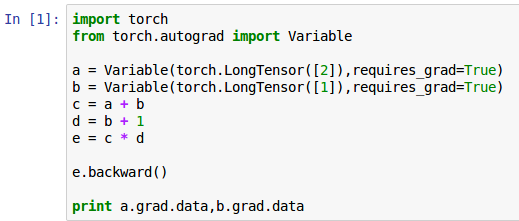 In [1]: import torch
from torch.autograd import Variable
a = Variable(torch.LongTensor([2]),requires_grad=True)
b = Variable(torch.LongTensor([1]),requires_grad=True)
c = a + b
d = b + 1
e = c * d
e.backward()
print a.grad.data,b.grad.data